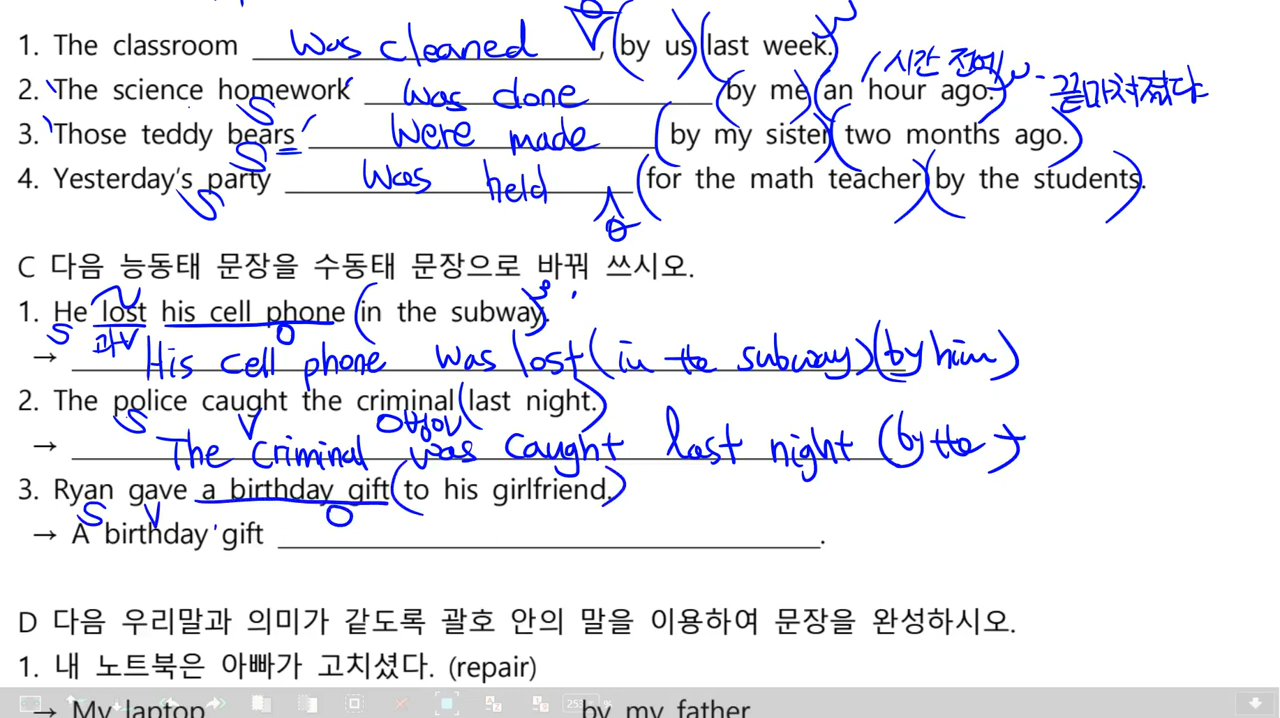 1. The classroom was cleaned, (by us) (last week.)
시간 전에
2. The science homework was done (by me) (an hour ago.) 끝마쳐졌다
S
3. Those teddy bears were made (by my sister) (two months ago.)
S
4. Yesterday's party was held (for the math teacher) (by the students).
S
C 다음 능동태 문장을 수동태 문장으로 바꿔 쓰시오.
1. He lost his cell phone (in the subway).
S 과V O
→ His cell phone was lost (in the subway) (by him)
2. The police caught the criminal (last night.)
S V O
→ The criminal was caught last night (by the
3. Ryan gave a birthday gift (to his girlfriend.)
S V O
→ A birthday gift ____.
D 다음 우리말과 의미가 같도록 괄호 안의 말을 이용하여 문장을 완성하시오.
1. 내 노트북은 아빠가 고치셨다. (repair)
→ My laptop ____ by my father